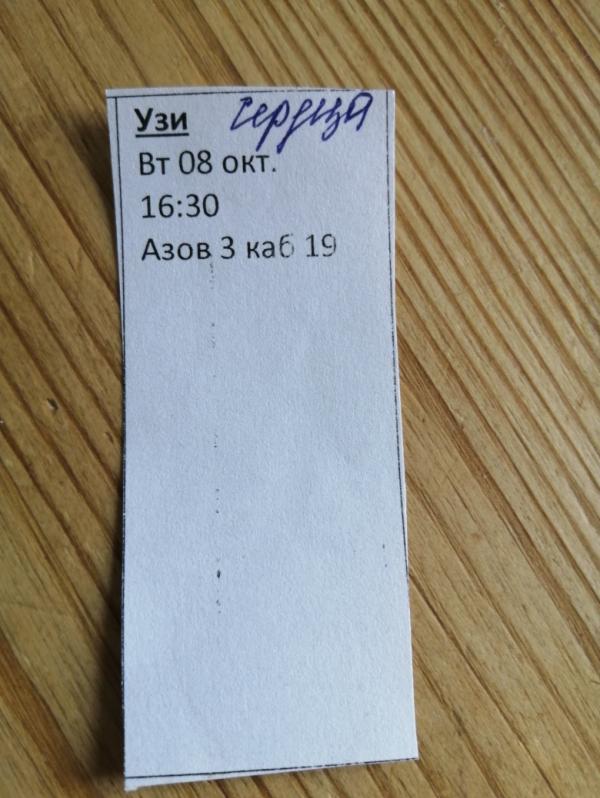 Узи сердца
Вт 08 окт.
16:30
Азов 3 каб 19